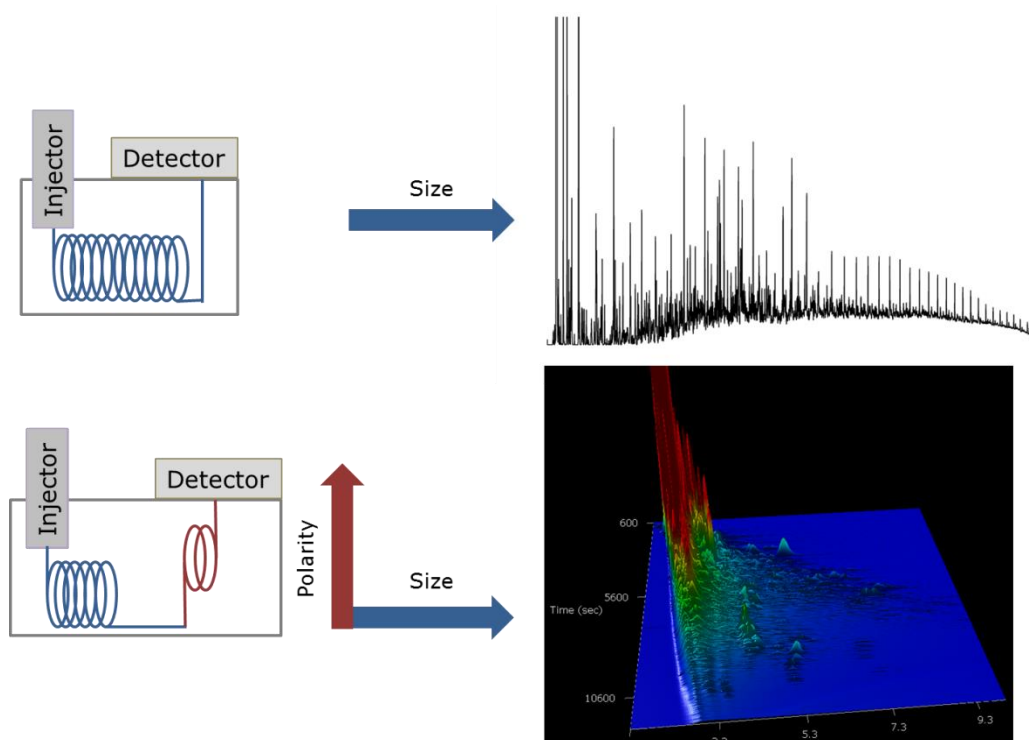 Injector
Detector
Size
Injector
Detector
Polarity
Size
600
5600
Time (sec)
10600
5.3
7.3
9.3